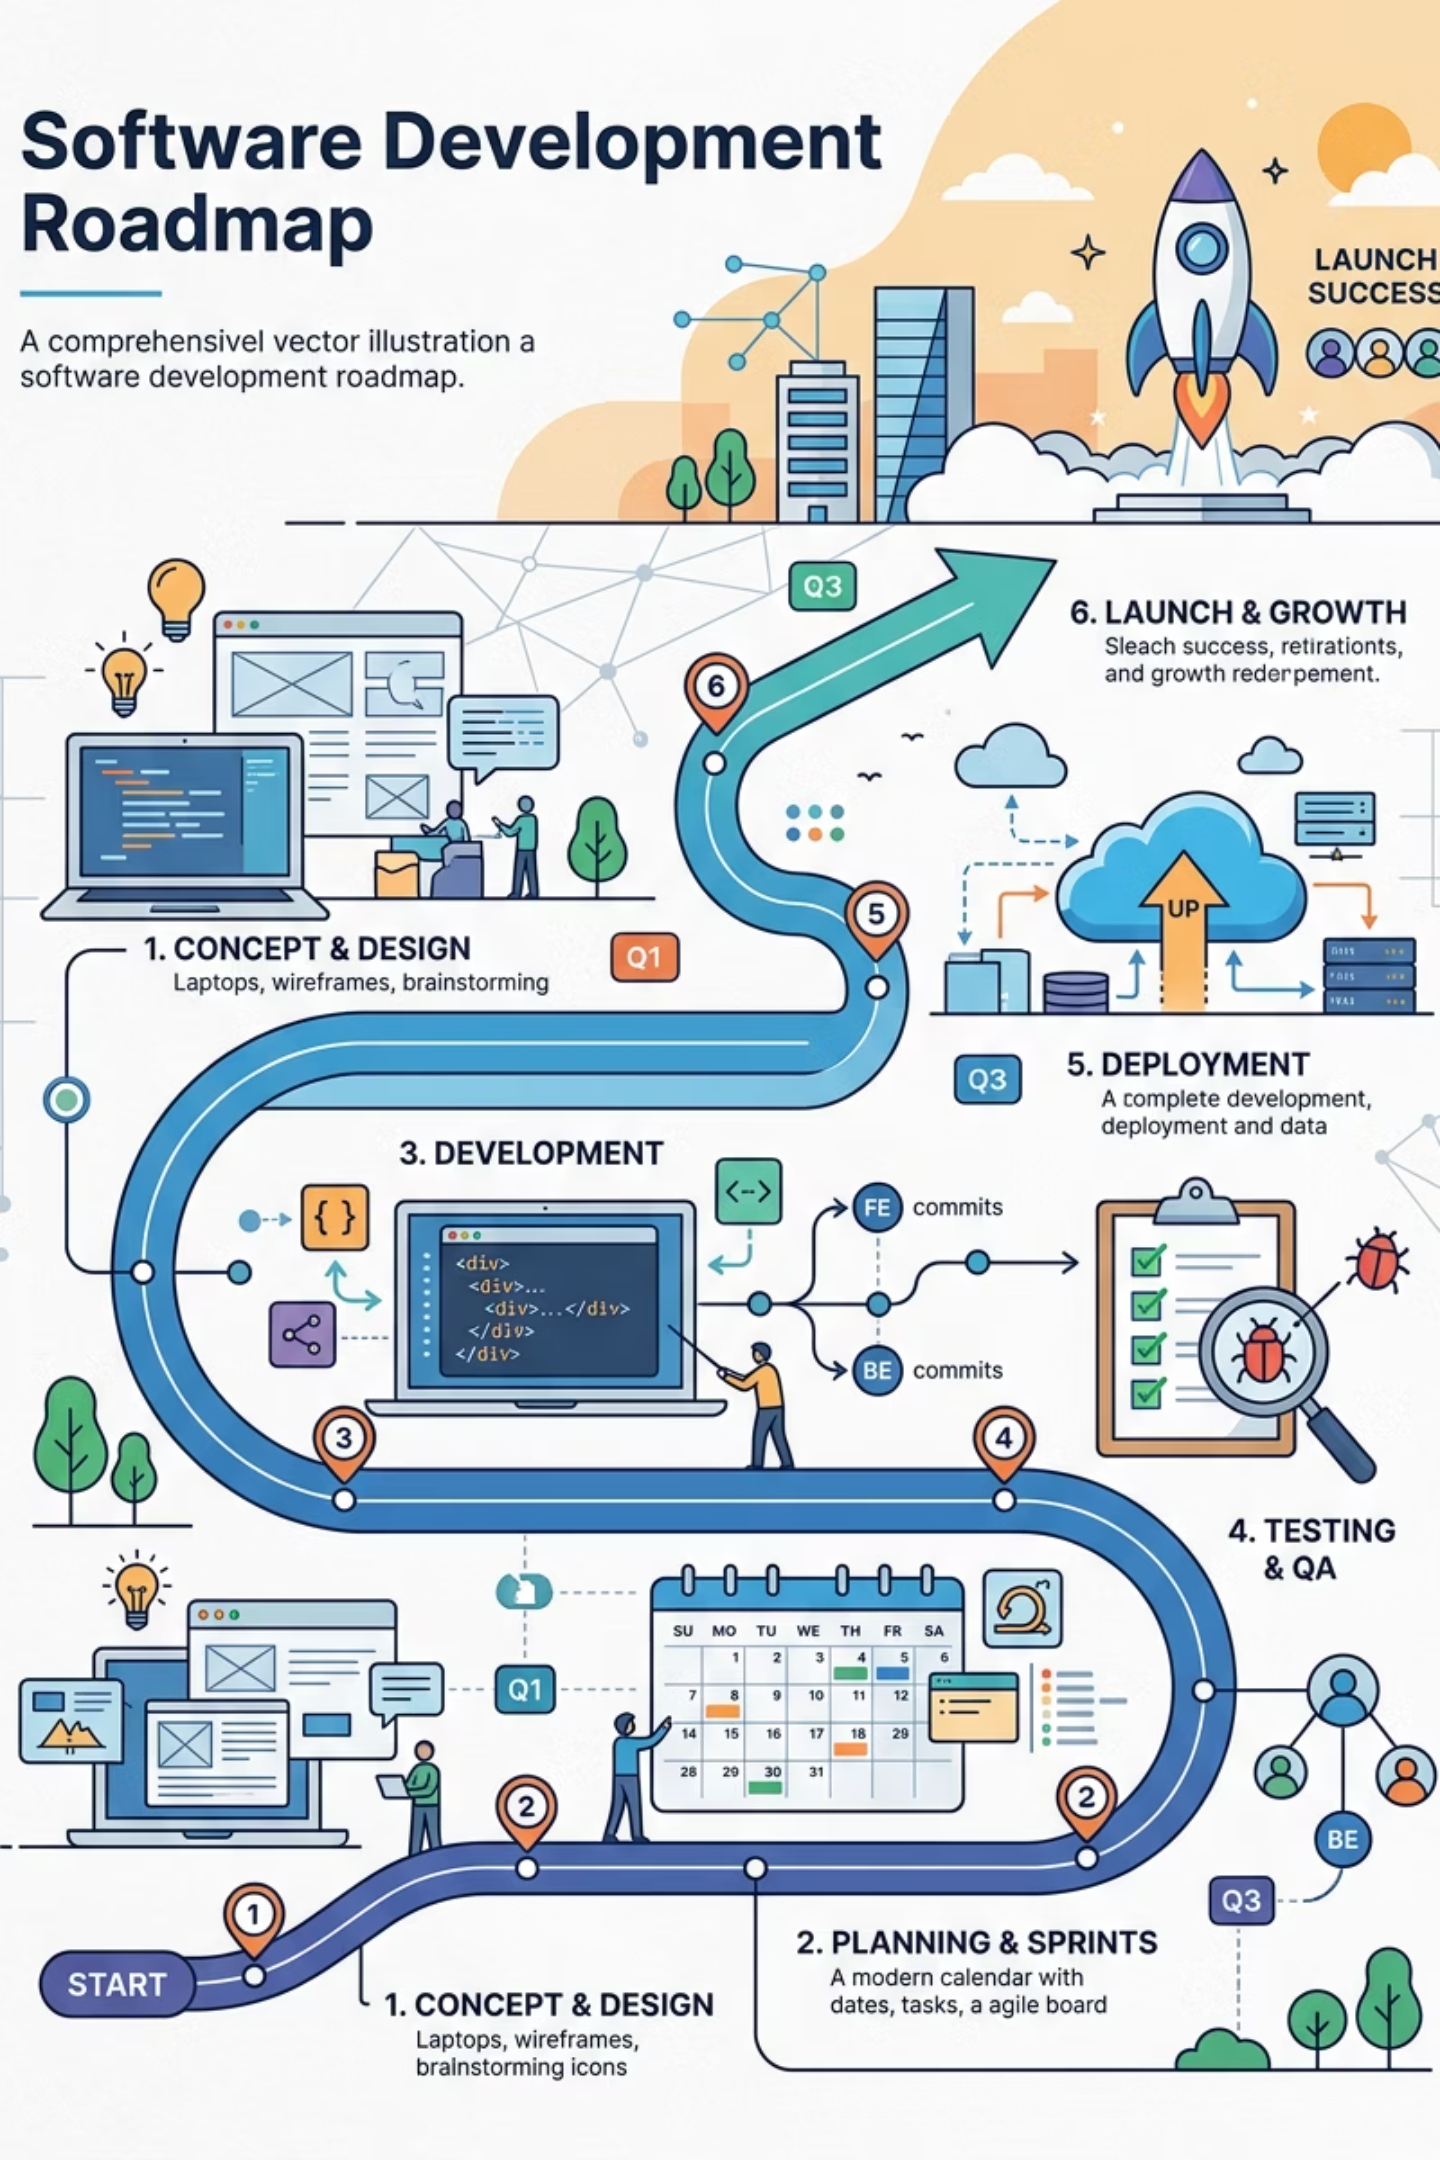 Software Development
Roadmap
A comprehensivel vector illustration a
software development roadmap.
LAUNCH
SUCCESS
Q3
6. LAUNCH & GROWTH
Sleach success, retirationts,
and growth rederpement.
6
5
UP
1. CONCEPT & DESIGN
Laptops, wireframes, brainstorming
Q1
Q3
5. DEPLOYMENT
A complete development,
deployment and data
3. DEVELOPMENT
{ }
<-->
FE commits
<div>
<div>...
<div>...</div>
</div>
</div>
BE commits
3
4
4. TESTING
& QA
Q1
SU MO TU WE TH FR SA
1 2 3 4 5 6
7 8 9 10 11 12
14 15 16 17 18 29
28 29 30 31
2
2
BE
Q3
1
START
2. PLANNING & SPRINTS
A modern calendar with
dates, tasks, a agile board
1. CONCEPT & DESIGN
Laptops, wireframes,
brainstorming icons